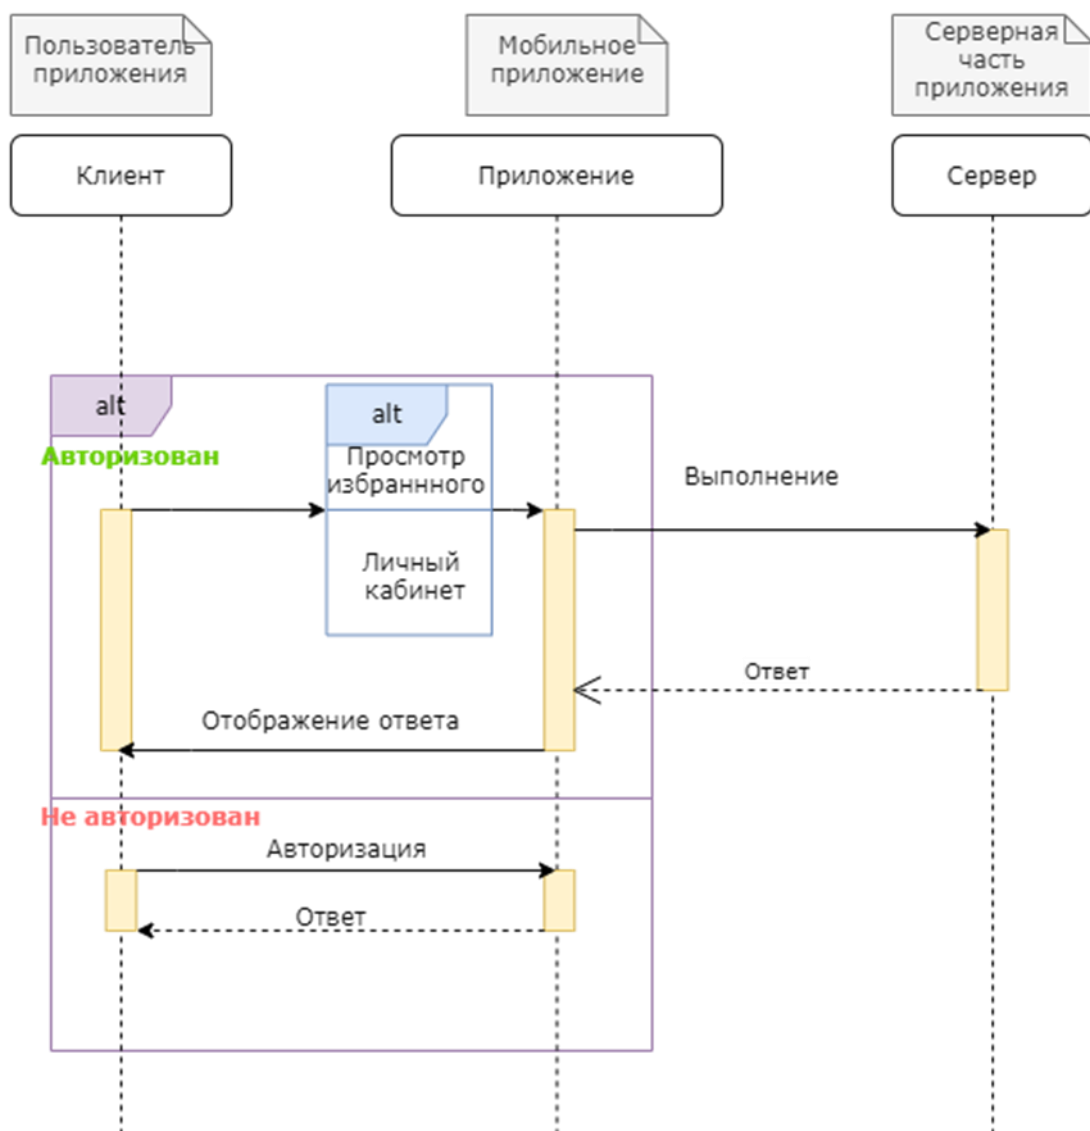 Пользователь
приложения
Мобильное
приложение
Серверная
часть
приложения
Клиент
Приложение
Сервер
alt
alt
Авторизован
Просмотр
избраннного
Выполнение
Личный
кабинет
Ответ
Отображение ответа
Не авторизован
Авторизация
Ответ